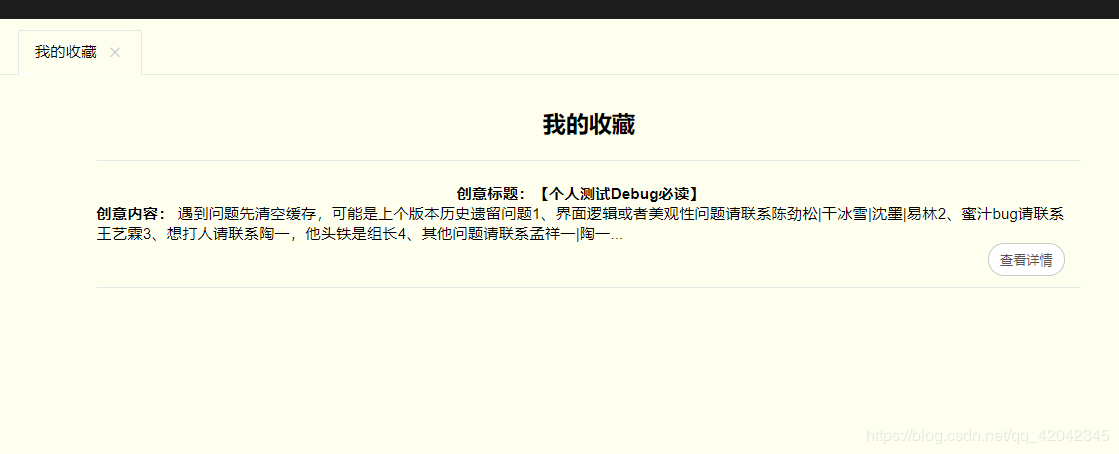 我的收藏
我的收藏
创意标题：【个人测试Debug必读】
创意内容： 遇到问题先清空缓存，可能是上个版本历史遗留问题1、界面逻辑或者美观性问题请联系陈劲松|干冰雪|沈墨|易林2、蜜汁bug请联系
王艺霖3、想打人请联系陶一，他头铁是组长4、其他问题请联系孟祥一|陶一...
查看详情
https://blog.csdn.net/qq_42042345